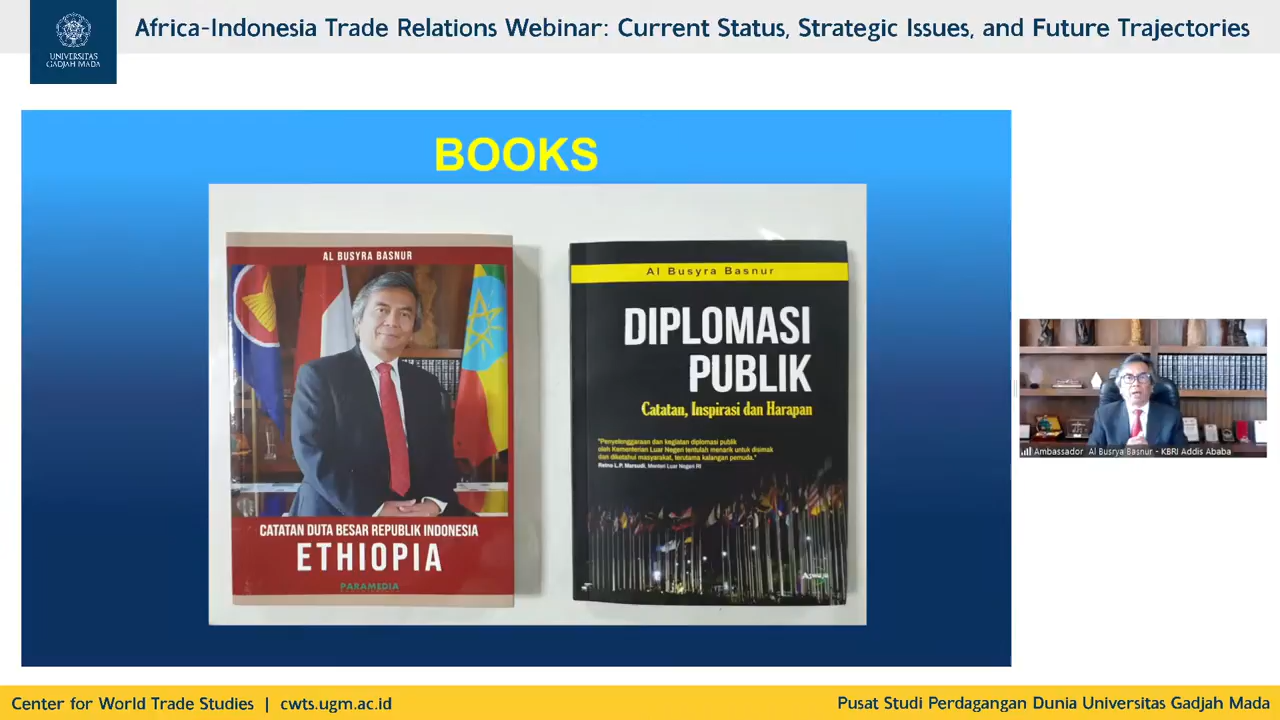 UNIVERSITAS
GADJAH MADA
Africa-Indonesia Trade Relations Webinar: Current Status, Strategic Issues, and Future Trajectories
BOOKS
AL BUSYRA BASNUR
CATATAN DUTA BESAR REPUBLIK INDONESIA
ETHIOPIA
PARAMEDIA
Al Busyra Basnur
DIPLOMASI
PUBLIK
Catatan, Inspirasi dan Harapan
"Penyelenggaraan dan kegiatan diplomasi publik
oleh Kementerian Luar Negeri tentulah menarik untuk disimak
dan diketahui masyarakat, terutama kalangan pemuda."
Retno L.P. Marsudi, Menteri Luar Negeri RI
Aswaja
Ambassador Al Busrya Basnur - KBRI Addis Ababa
Center for World Trade Studies | cwts.ugm.ac.id
Pusat Studi Perdagangan Dunia Universitas Gadjah Mada